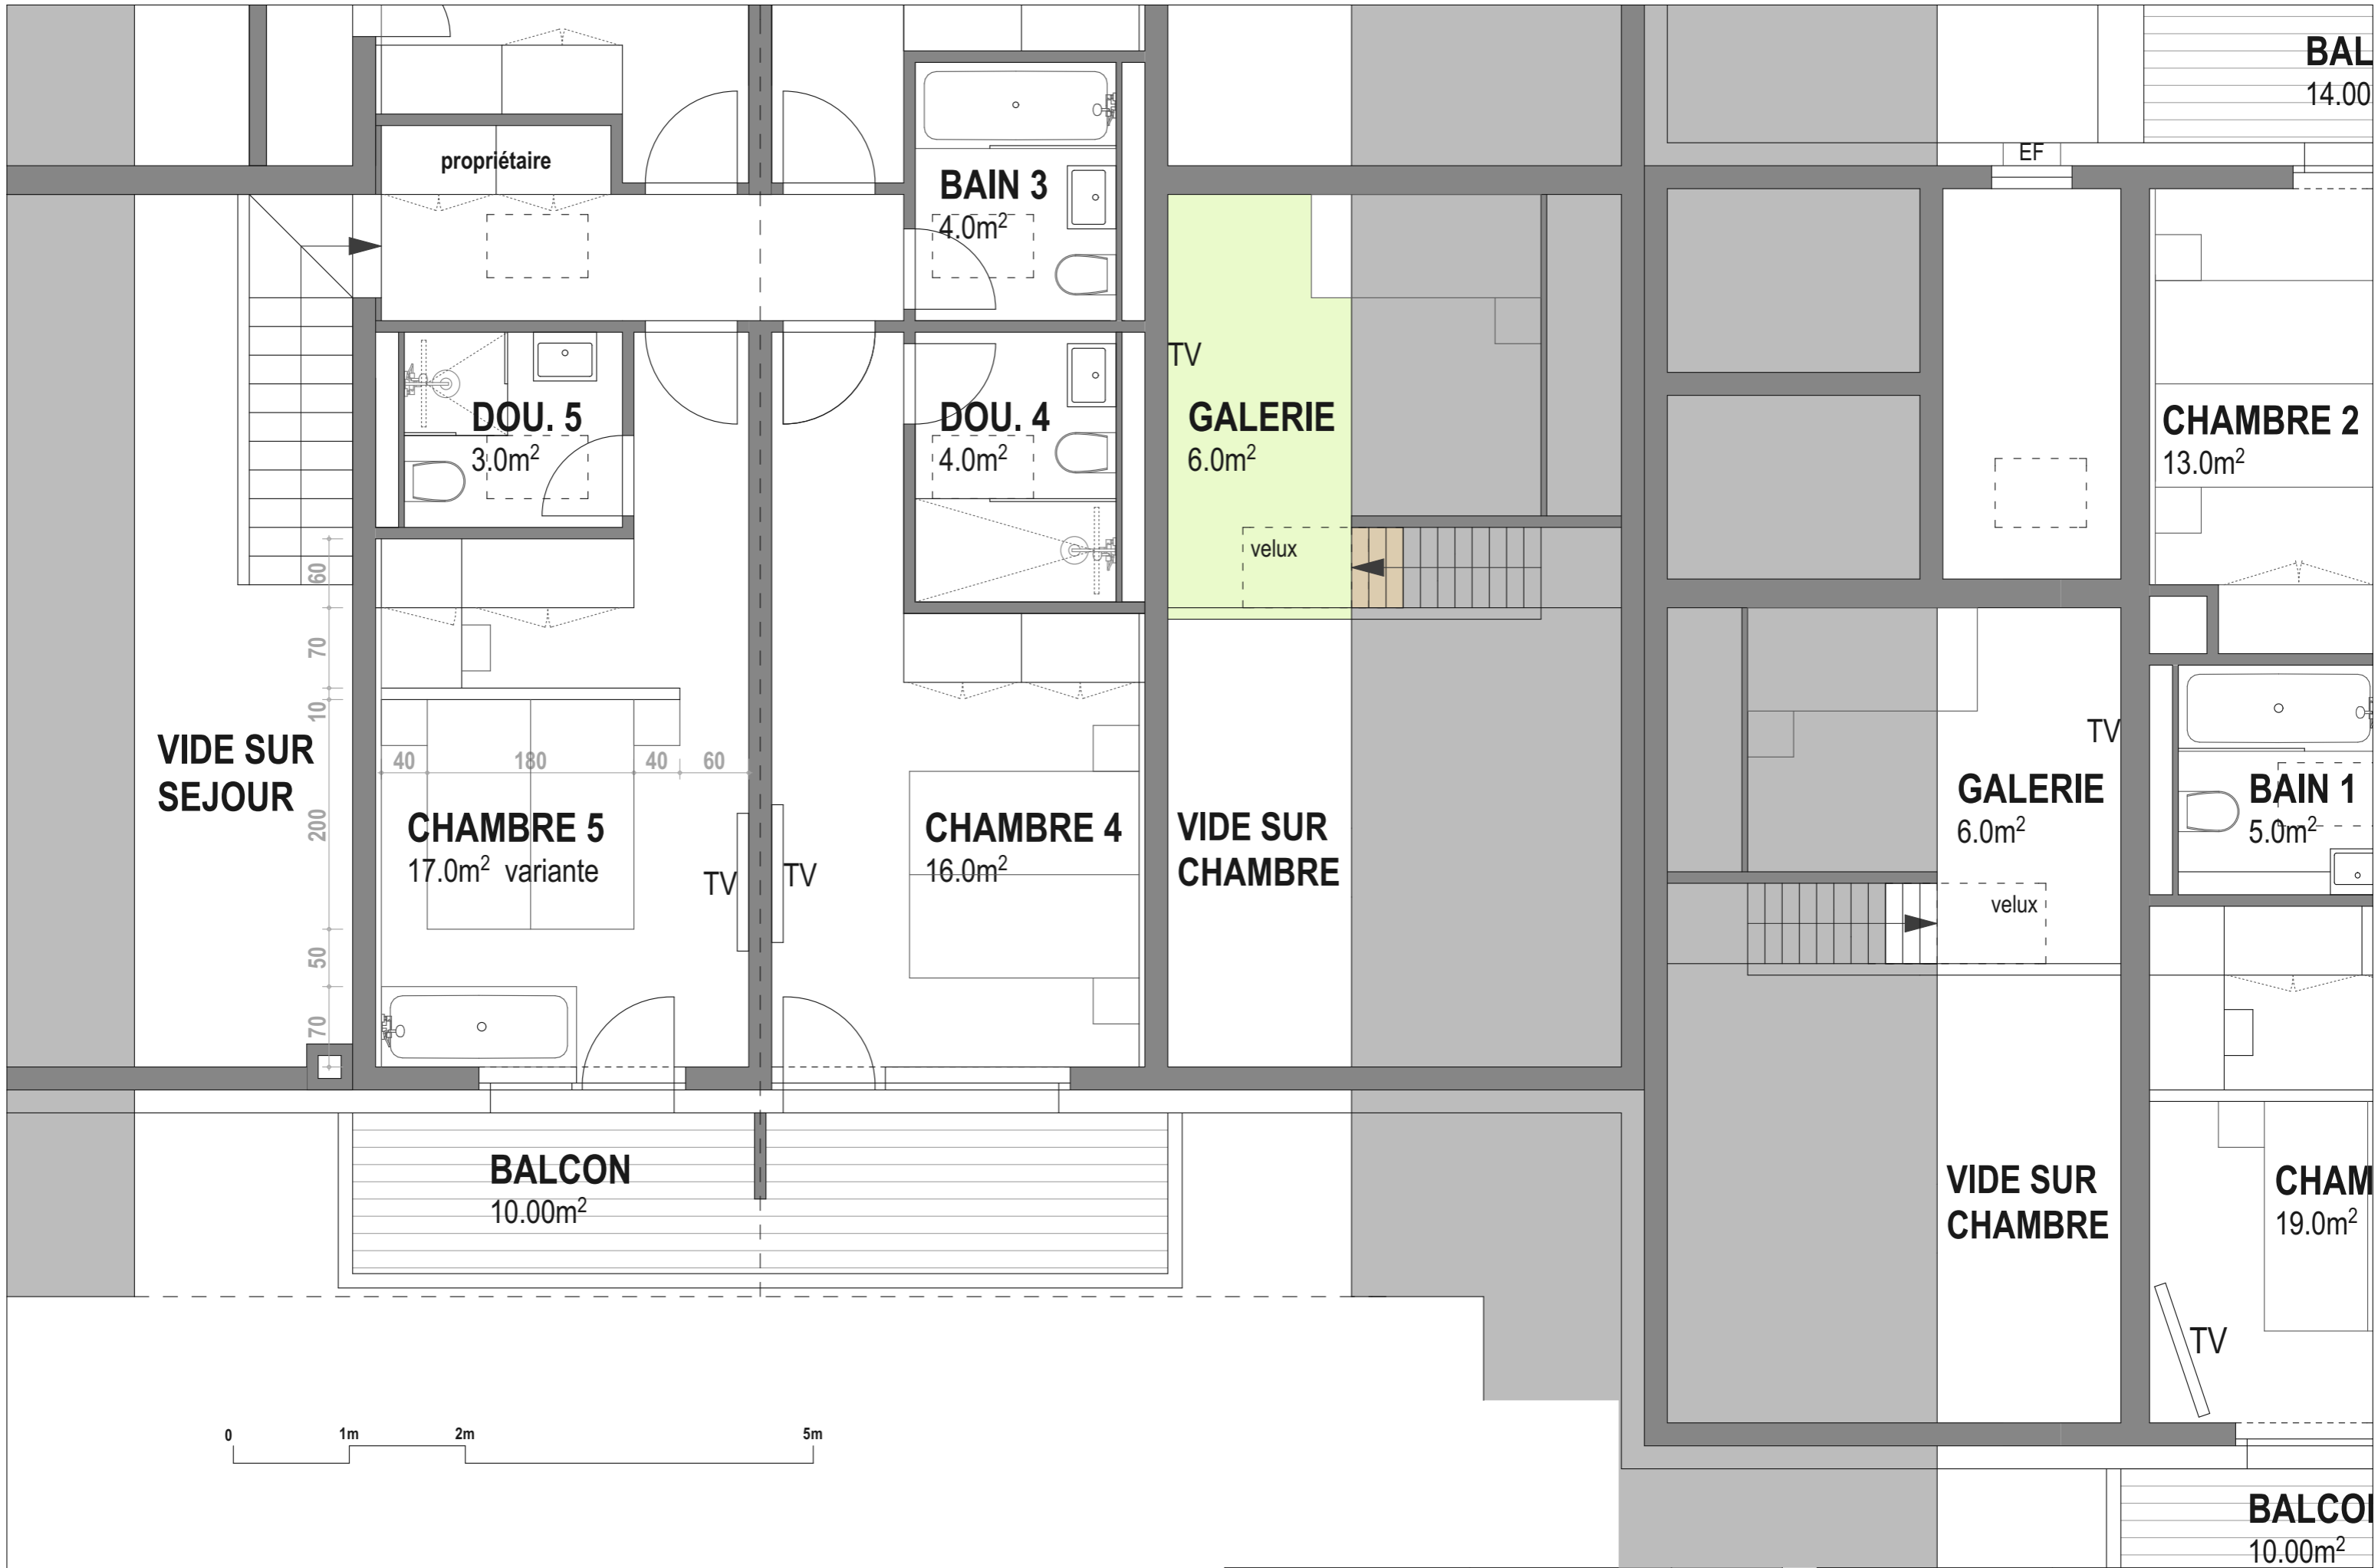 BAL
14.00
EF
propriétaire
BAIN 3
4.0m²
TV
DOU. 5
3.0m²
DOU. 4
4.0m²
GALERIE
6.0m²
CHAMBRE 2
13.0m²
velux
60
70
10
200
50
70
VIDE SUR
SEJOUR
40
180
40
60
CHAMBRE 5
17.0m² variante
TV
TV
CHAMBRE 4
16.0m²
VIDE SUR
CHAMBRE
TV
GALERIE
6.0m²
BAIN 1
5.0m²
velux
BALCON
10.00m²
VIDE SUR
CHAMBRE
CHAM
19.0m²
TV
0 1m 2m 5m
BALCO
10.00m²